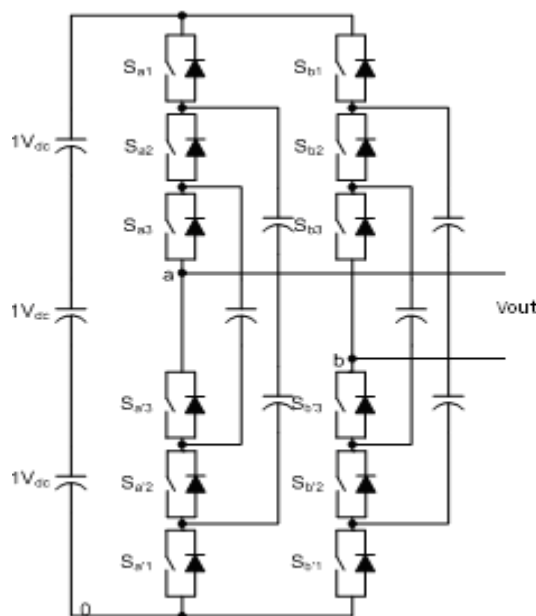 Sa1 Sb1
1Vdc Sa2 Sb2
Sa3 Sb3
a
1Vdc Vout
b
Sa'3 Sb'3
1Vdc Sa'2 Sb'2
Sa'1 Sb'1
0